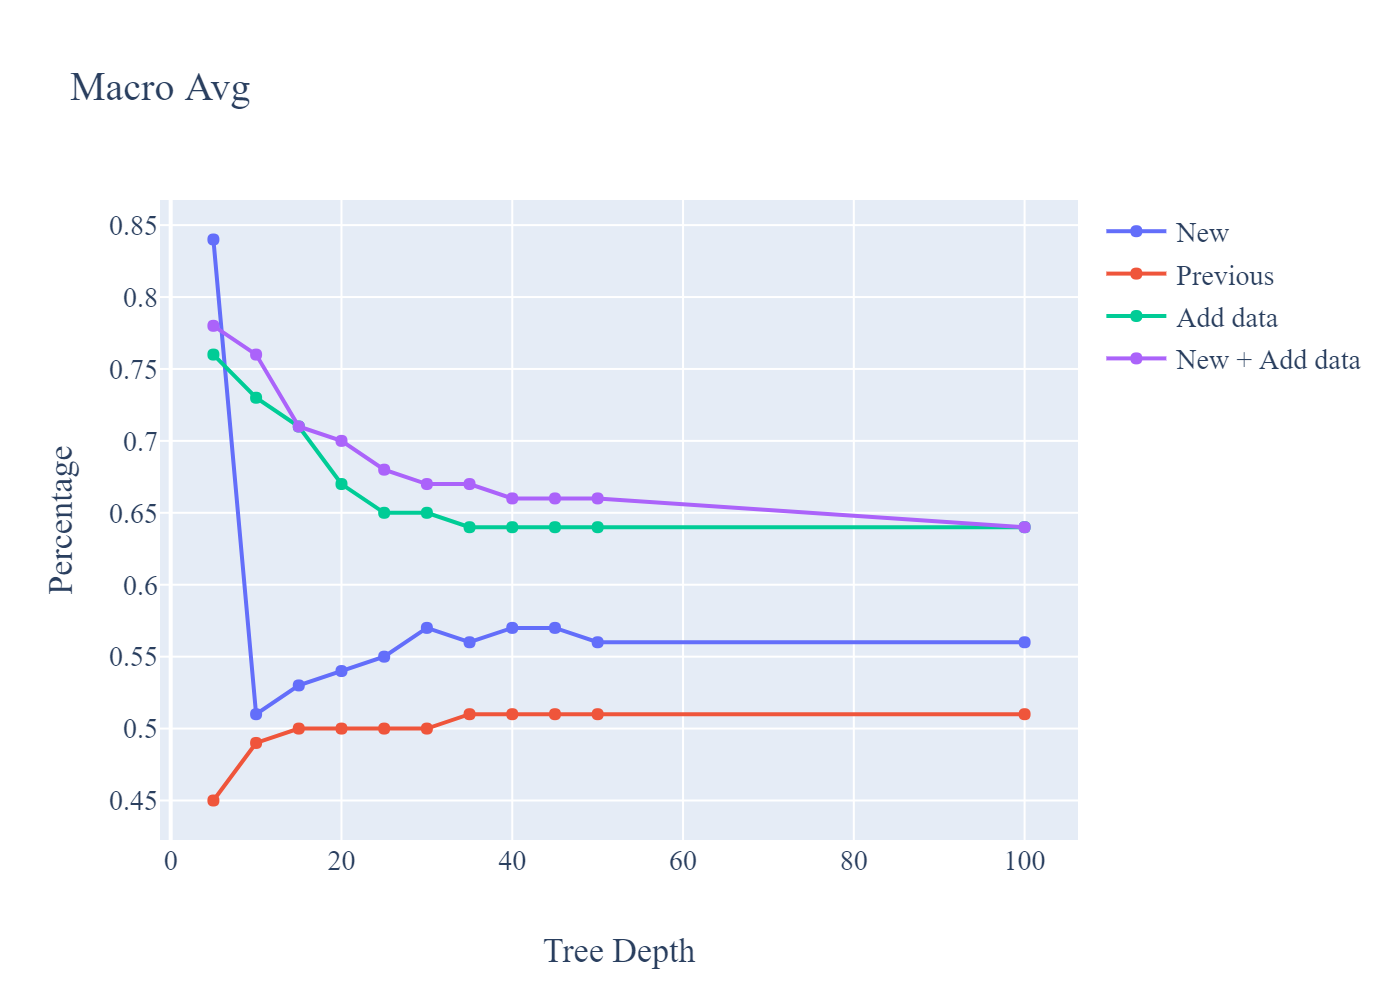 Macro Avg
0.85
0.8
0.75
0.7
0.65
0.6
0.55
0.5
0.45
Percentage
0 20 40 60 80 100
Tree Depth
New
Previous
Add data
New + Add data